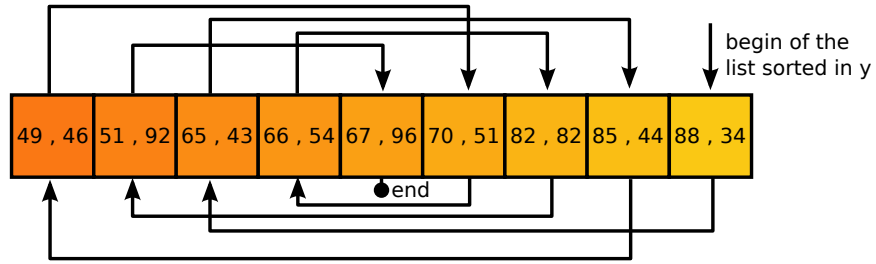 begin of the
list sorted in y
49 , 46 51 , 92 65 , 43 66 , 54 67 , 96 70 , 51 82 , 82 85 , 44 88 , 34
end